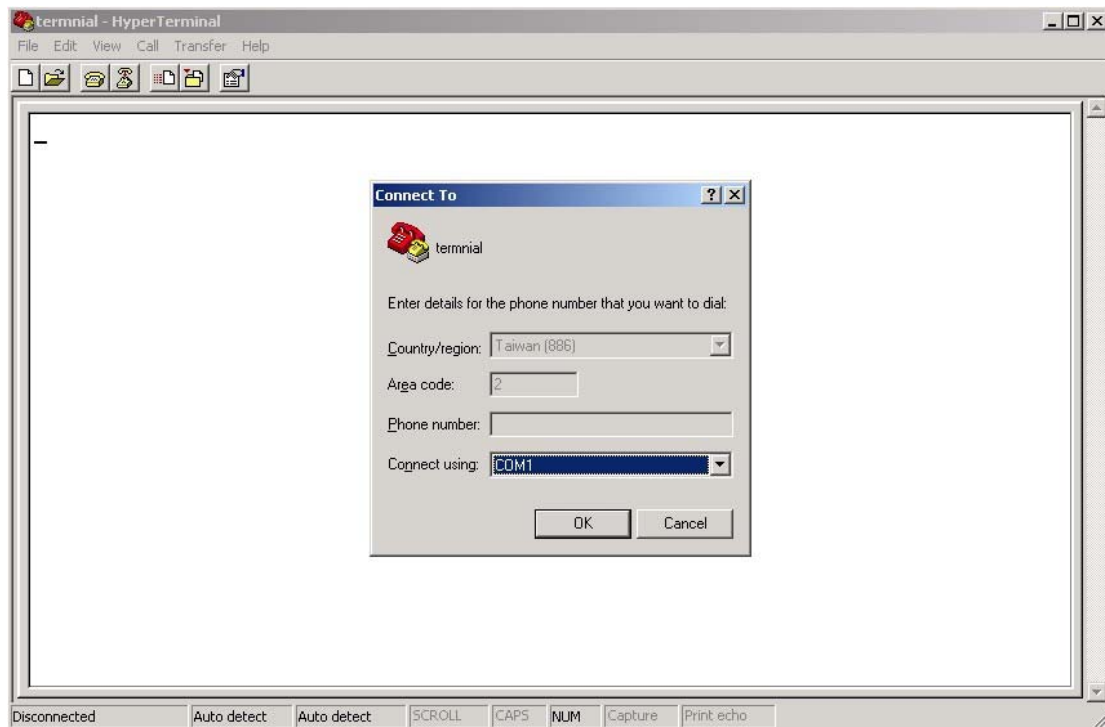 termnial - HyperTerminal
File Edit View Call Transfer Help
Connect To
termnial
Enter details for the phone number that you want to dial:
Country/region: Taiwan (886)
Area code: 2
Phone number:
Connect using: COM1
OK Cancel
Disconnected Auto detect Auto detect SCROLL CAPS NUM Capture Print echo